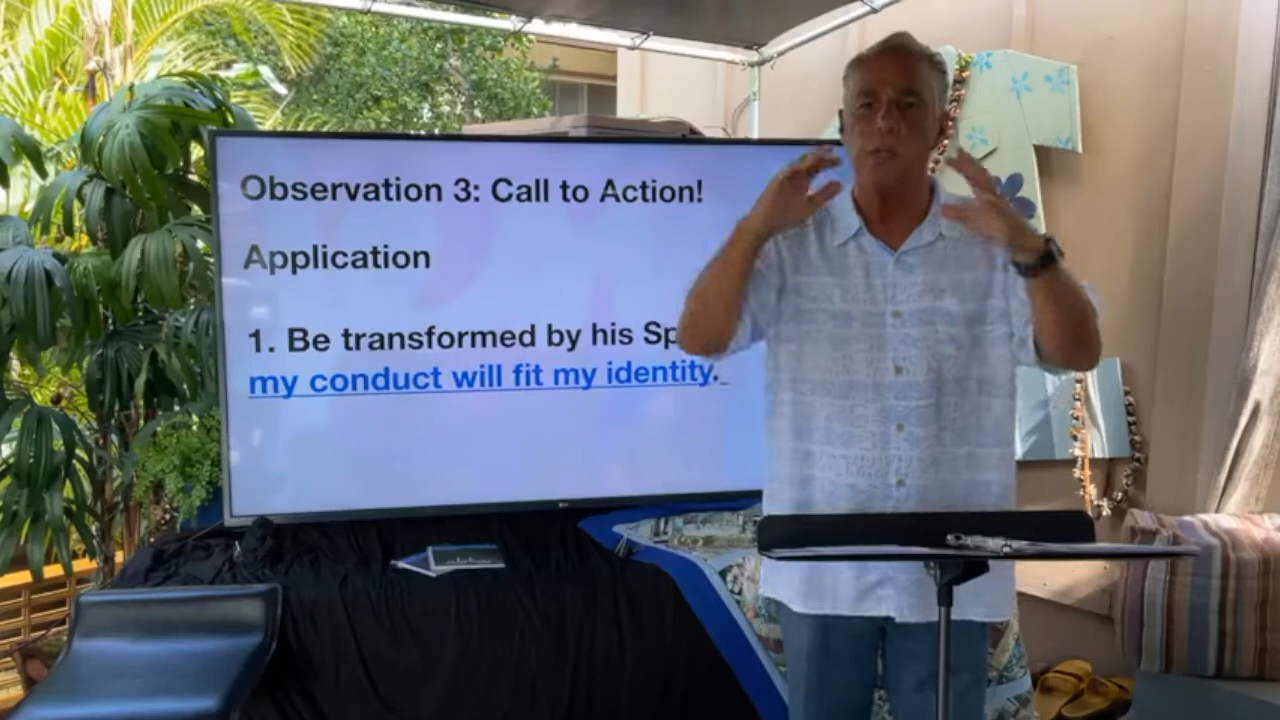 Observation 3: Call to Action!
Application
1. Be transformed by his Sp
my conduct will fit my identity.